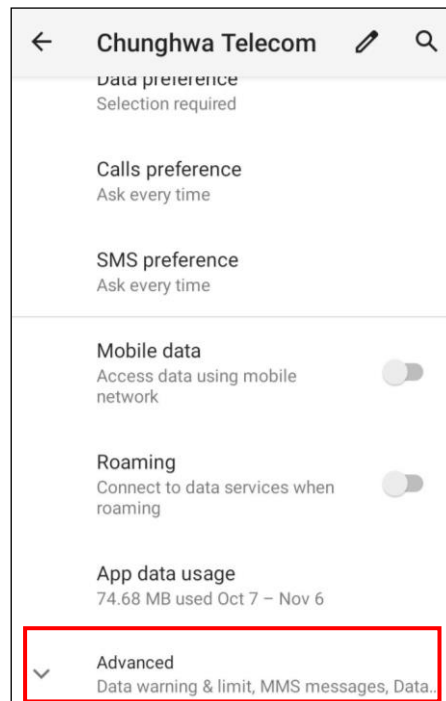 Chunghwa Telecom
Data preference
Selection required
Calls preference
Ask every time
SMS preference
Ask every time
Mobile data
Access data using mobile
network
Roaming
Connect to data services when
roaming
App data usage
74.68 MB used Oct 7 – Nov 6
Advanced
Data warning & limit, MMS messages, Data..